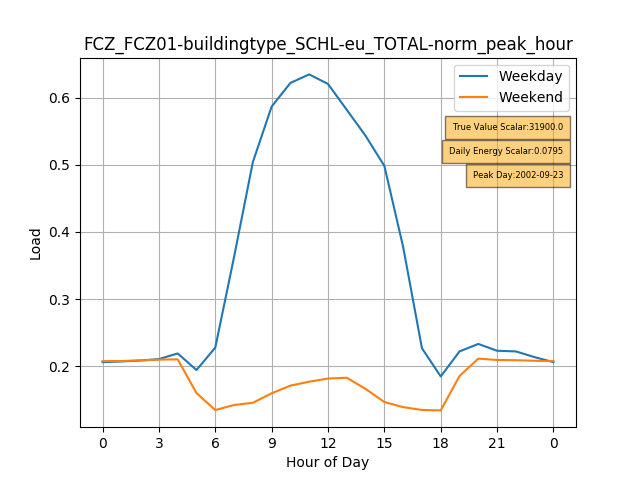 FCZ_FCZ01-buildingtype_SCHL-eu_TOTAL-norm_peak_hour
Weekday
Weekend
True Value Scalar:31900.0
Daily Energy Scalar:0.0795
Peak Day:2002-09-23
Load
0.6
0.5
0.4
0.3
0.2
0 3 6 9 12 15 18 21 0
Hour of Day